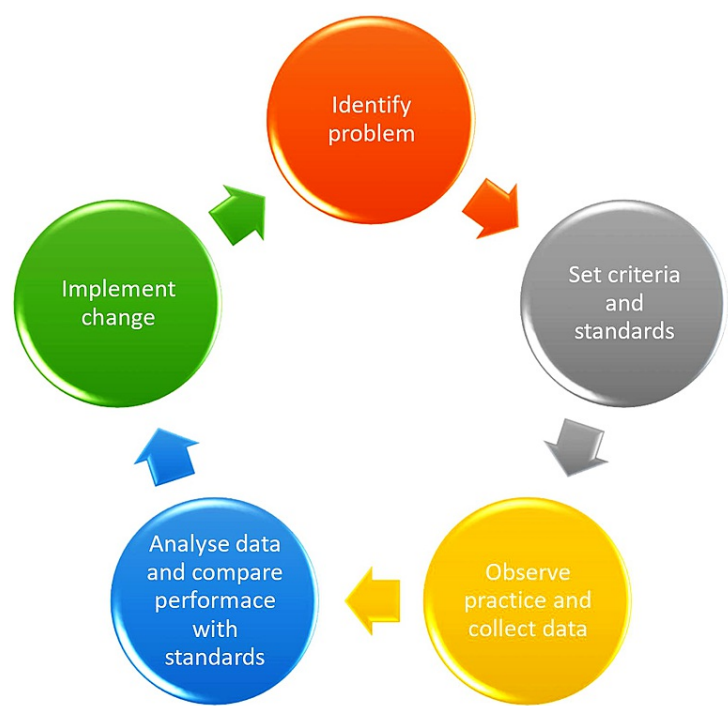 Identify
problem
Set criteria
and
standards
Observe
practice and
collect data
Analyse data
and compare
performace
with
standards
Implement
change